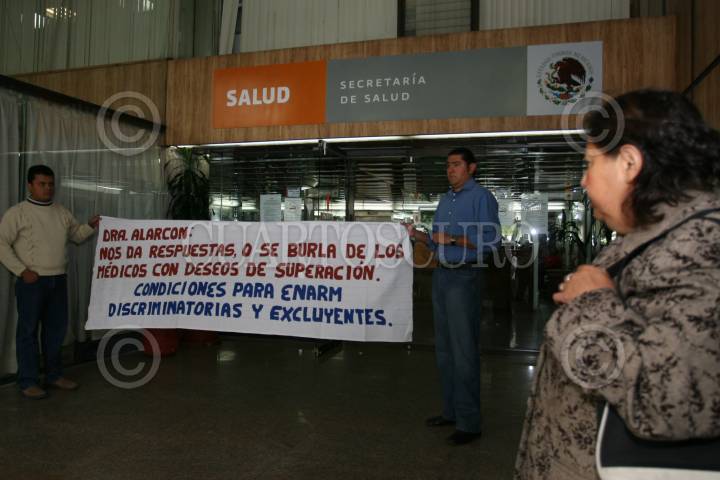 SALUD
SECRETARÍA
DE SALUD
DRA. ALARCON:
NOS DA RESPUESTAS, O SE BURLA DE LOS
MÉDICOS CON DESEOS DE SUPERACIÓN.
CONDICIONES PARA ENARM
DISCRIMINATORIAS Y EXCLUYENTES.
CUARTOSCURO